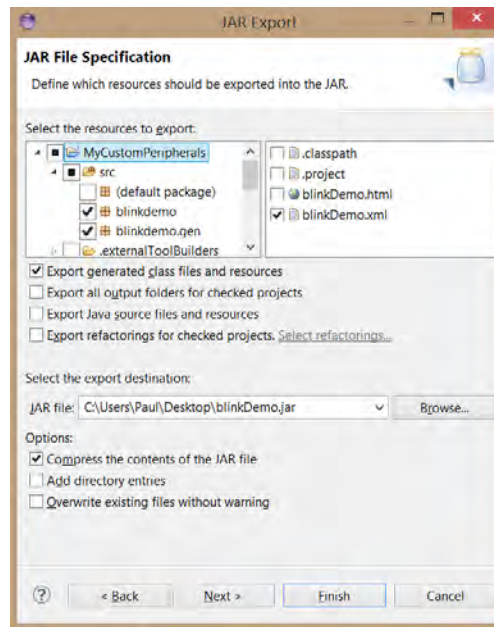 JAR Export
JAR File Specification
Define which resources should be exported into the JAR.
Select the resources to export:
MyCustomPeripherals
src
(default package)
blinkdemo
blinkdemo.gen
.externalToolBuilders
.classpath
.project
blinkDemo.html
blinkDemo.xml
Export generated class files and resources
Export all output folders for checked projects
Export Java source files and resources
Export refactorings for checked projects. Select refactorings...
Select the export destination:
JAR file: C:\Users\Paul\Desktop\blinkDemo.jar Browse...
Options:
Compress the contents of the JAR file
Add directory entries
Overwrite existing files without warning
? < Back Next > Finish Cancel